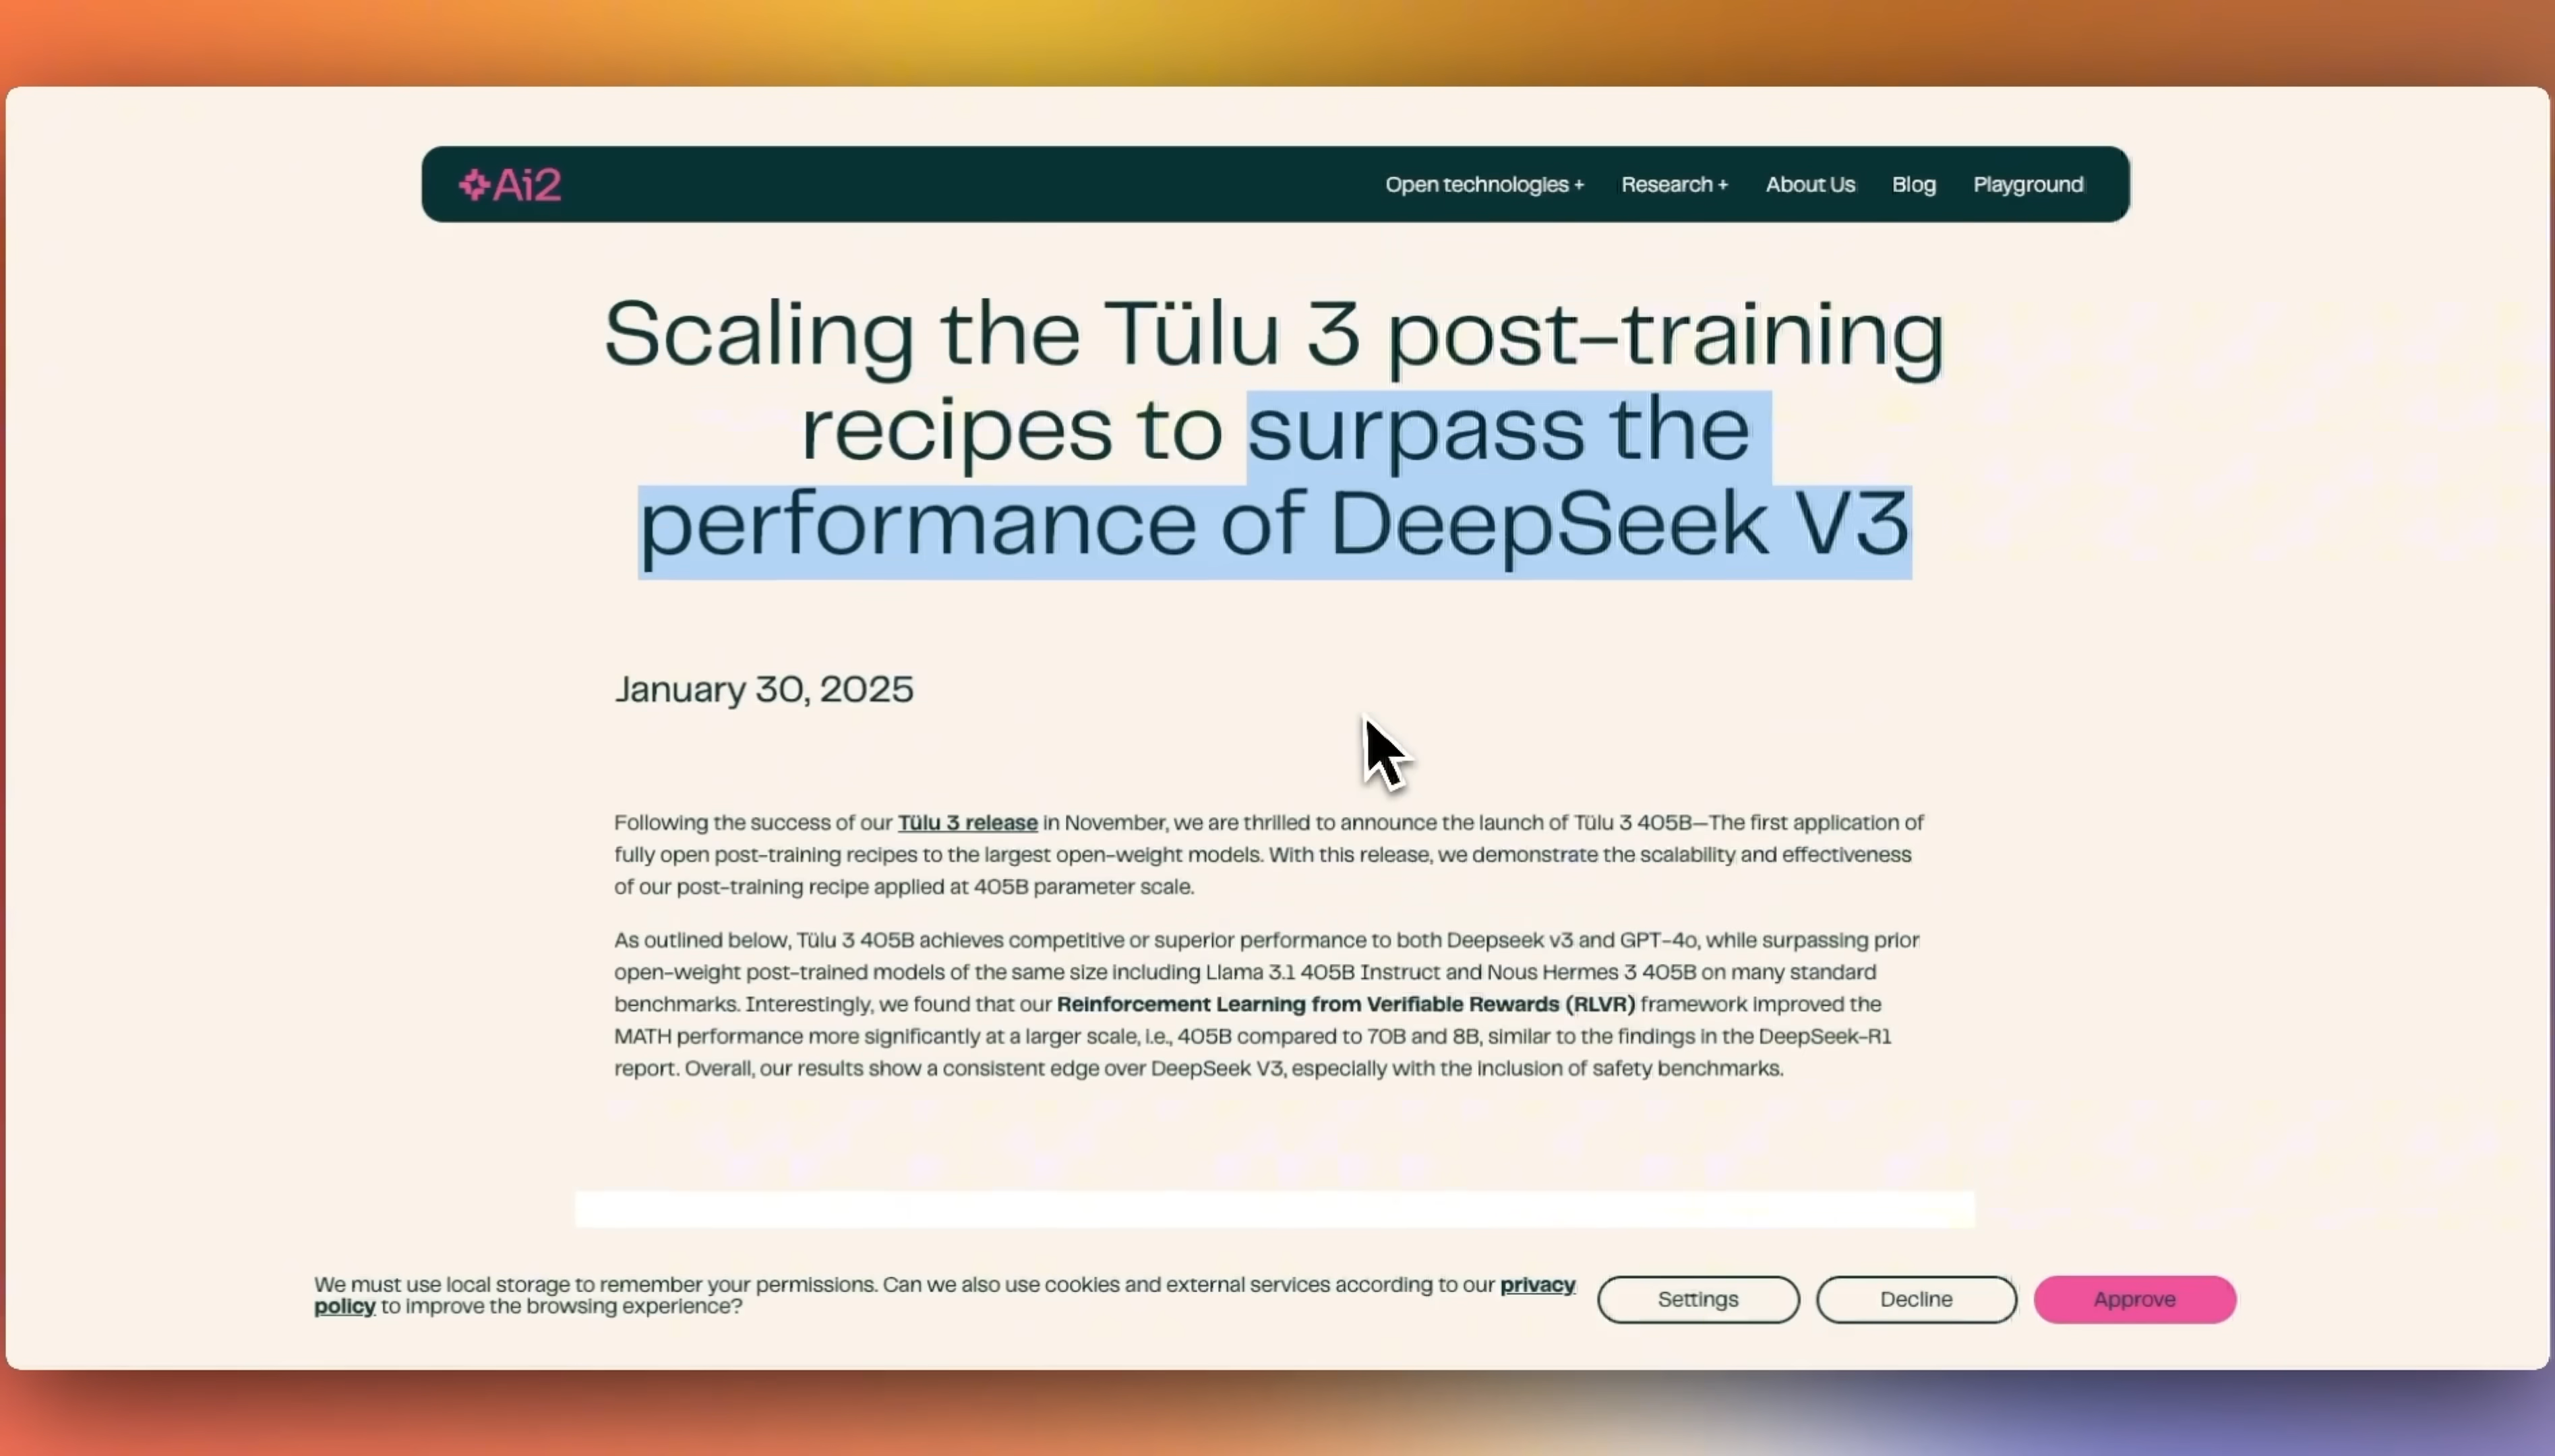 Ai2
Open technologies +
Research +
About Us
Blog
Playground
Scaling the Tülu 3 post-training
recipes to surpass the
performance of DeepSeek V3
January 30, 2025
Following the success of our Tülu 3 release in November, we are thrilled to announce the launch of Tülu 3 405B—The first application of
fully open post-training recipes to the largest open-weight models. With this release, we demonstrate the scalability and effectiveness
of our post-training recipe applied at 405B parameter scale.
As outlined below, Tülu 3 405B achieves competitive or superior performance to both Deepseek v3 and GPT-4o, while surpassing prior
open-weight post-trained models of the same size including Llama 3.1 405B Instruct and Nous Hermes 3 405B on many standard
benchmarks. Interestingly, we found that our Reinforcement Learning from Verifiable Rewards (RLVR) framework improved the
MATH performance more significantly at a larger scale, i.e., 405B compared to 70B and 8B, similar to the findings in the DeepSeek-R1
report. Overall, our results show a consistent edge over DeepSeek V3, especially with the inclusion of safety benchmarks.
We must use local storage to remember your permissions. Can we also use cookies and external services according to our privacy
policy to improve the browsing experience?
Settings
Decline
Approve